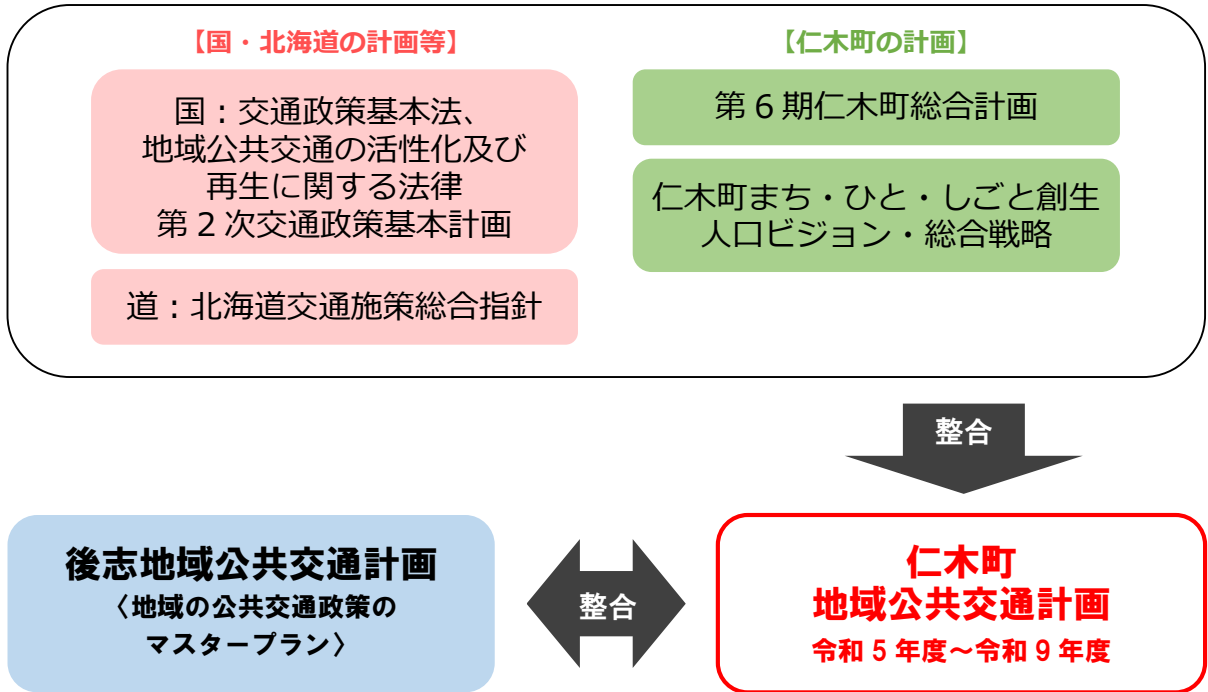 【国・北海道の計画等】
国：交通政策基本法、
地域公共交通の活性化及び
再生に関する法律
第２次交通政策基本計画
道：北海道交通施策総合指針
【仁木町の計画】
第６期仁木町総合計画
仁木町まち・ひと・しごと創生
人口ビジョン・総合戦略
整合
後志地域公共交通計画
〈地域の公共交通政策の
マスタープラン〉
整合
仁木町
地域公共交通計画
令和５年度～令和９年度